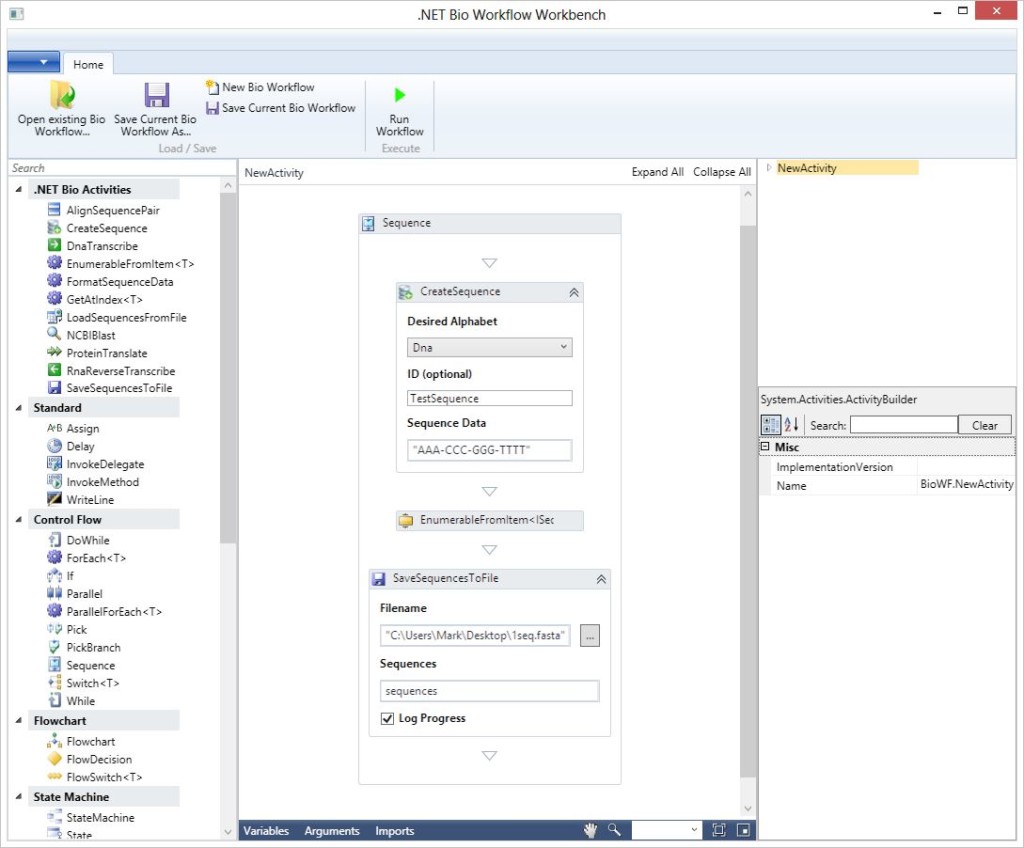 .NET Bio Workflow Workbench
Home
Open existing Bio
Workflow...
Save Current Bio
Workflow As...
New Bio Workflow
Save Current Bio Workflow
Load / Save
Run
Workflow
Execute
Search
.NET Bio Activities
AlignSequencePair
CreateSequence
DnaTranscribe
EnumerableFromItem<T>
FormatSequenceData
GetAtIndex<T>
LoadSequencesFromFile
NCBIBlast
ProteinTranslate
RnaReverseTranscribe
SaveSequencesToFile
Standard
A+B Assign
Delay
InvokeDelegate
InvokeMethod
WriteLine
Control Flow
DoWhile
ForEach<T>
If
Parallel
ParallelForEach<T>
Pick
PickBranch
Sequence
Switch<T>
While
Flowchart
Flowchart
FlowDecision
FlowSwitch<T>
State Machine
StateMachine
State
NewActivity
Expand All Collapse All
Sequence
CreateSequence
Desired Alphabet
Dna
ID (optional)
TestSequence
Sequence Data
"AAA-CCC-GGG-TTTT"
EnumerableFromItem<ISec
SaveSequencesToFile
Filename
"C:\Users\Mark\Desktop\1seq.fasta" ...
Sequences
sequences
Log Progress
Variables Arguments Imports
NewActivity
System.Activities.ActivityBuilder
Search: Clear
Misc
ImplementationVersion
Name BioWF.NewActivity